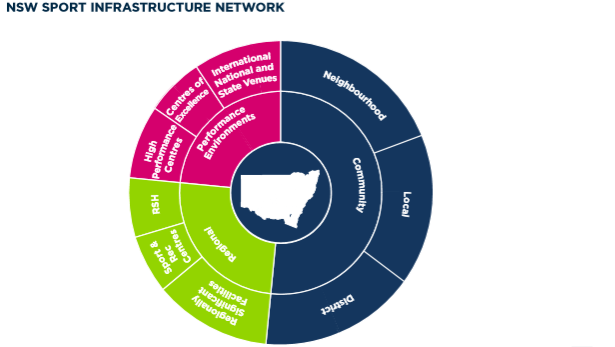 NSW SPORT INFRASTRUCTURE NETWORK
International
National and
State Venues
Centres of
Excellence
High
Performance
Centres
Performance
Environments
RSH
Sport &
Rec
Centres
Regionally
Significant
Facilities
Regional
Neighbourhood
Local
District
Community